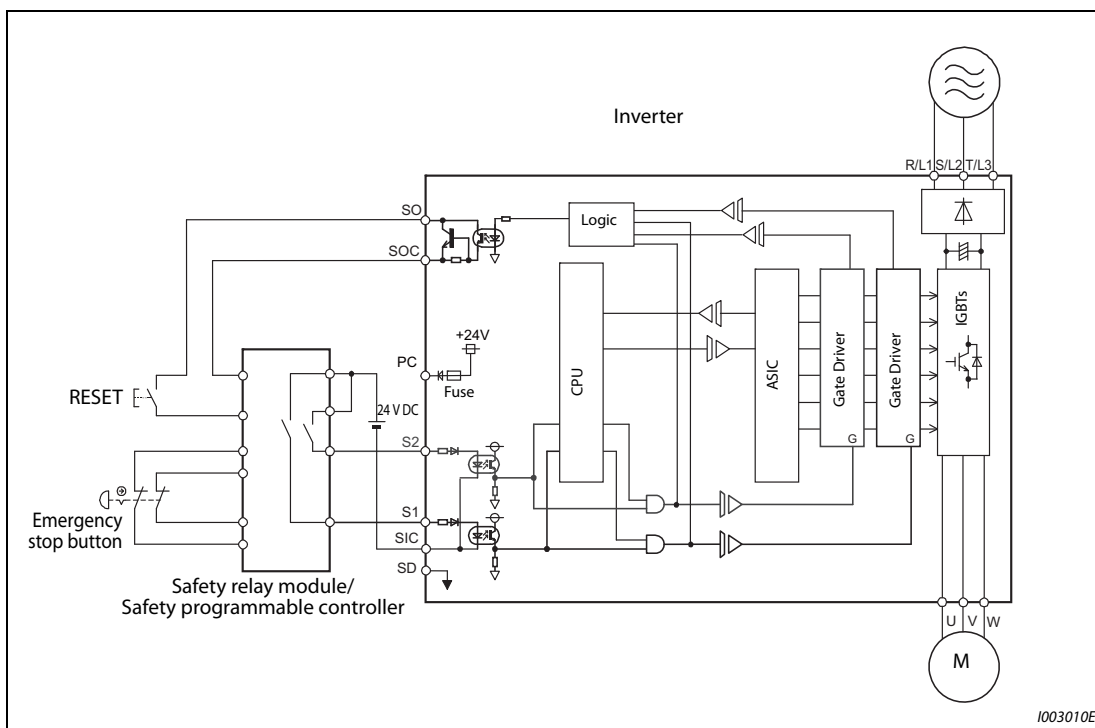 Inverter
R/L1 S/L2 T/L3
SO
Logic
SOC
+24V
PC
Fuse
CPU
ASIC
Gate Driver
Gate Driver
IGBTs
RESET
24 V DC
S2
G
G
Emergency
stop button
S1
SIC
SD
Safety relay module/
Safety programmable controller
U V W
M
I003010E